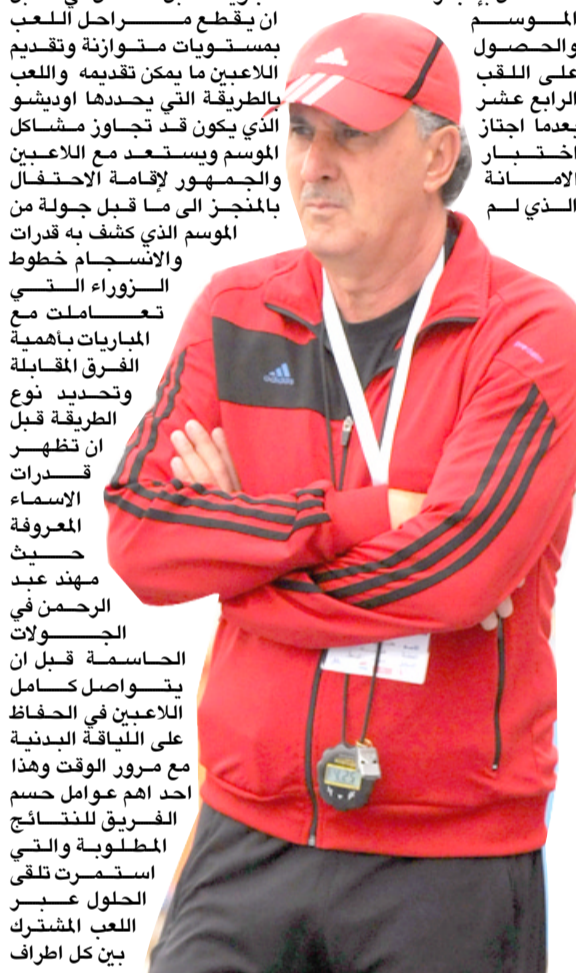 الموسم
والحصول
على اللقب
الرابع عشر
بعدما اجتاز
اختبار
الامانة
الذي لم
ان يقطع مراحل اللعب
بمستويات متوازنة وتقديم
اللاعبين ما يمكن تقديمه واللعب
بالطريقة التي يحددها اوديشو
الذي يكون قد تجاوز مشاكل
الموسم ويستعد مع اللاعبين
والجمهور لإقامة الاحتفال
بالمنجز الى ما قبل جولة من
الموسم الذي كشف به قدرات
والانسجام خطوط
الزوراء التي
تعاملت مع
المباريات بأهمية
الفرق المقابلة
وتحديد نوع
الطريقة قبل
ان تظهر
قدرات
الاسماء
المعروفة
حيث
مهند عبد
الرحمن في
الجولات
الحاسمة قبل ان
يتواصل كامل
اللاعبين في الحفاظ
على اللياقة البدنية
مع مرور الوقت وهذا
احد اهم عوامل حسم
الفريق للنتائج
المطلوبة والتي
استمرت تلقى
الحلول عبر
اللعب المشترك
بين كل اطراف
adidas